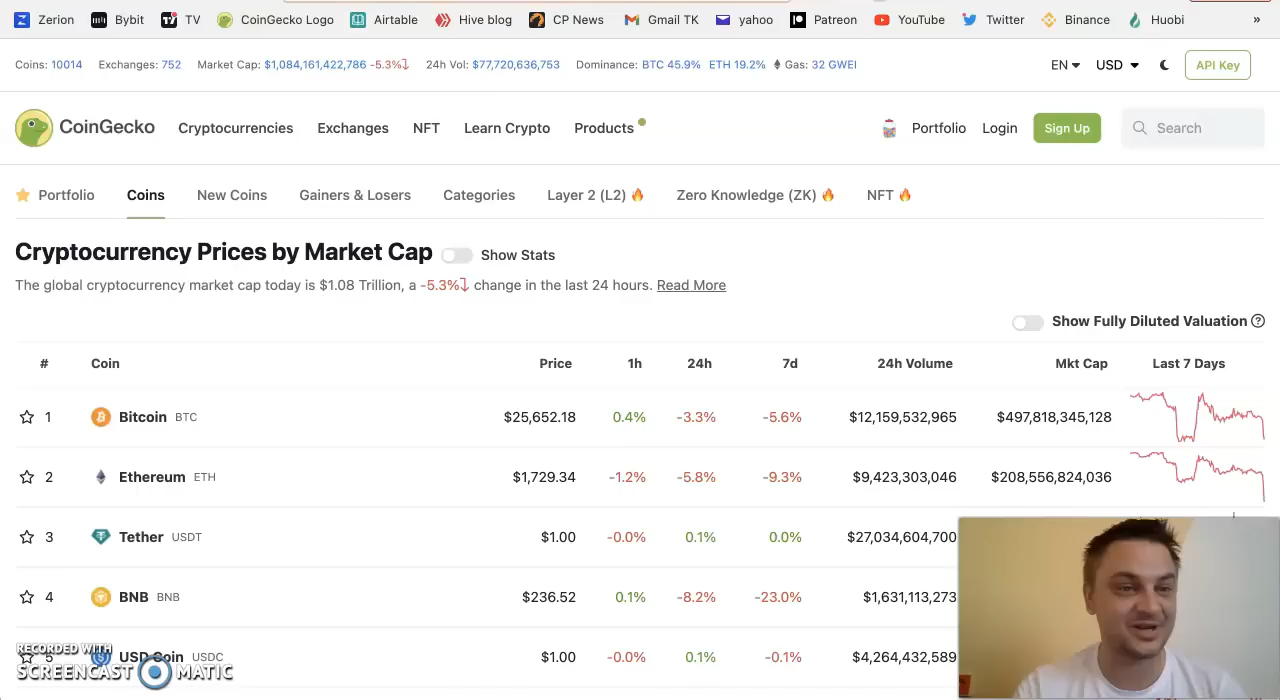 Zerion Bybit TV CoinGecko Logo Airtable Hive blog CP News Gmail TK yahoo Patreon YouTube Twitter Binance Huobi »
Coins: 10014 Exchanges: 752 Market Cap: $1,084,161,422,786 -5.3% 24h Vol: $77,720,636,753 Dominance: BTC 45.9% ETH 19.2% Gas: 32 GWEI EN USD API Key
CoinGecko Cryptocurrencies Exchanges NFT Learn Crypto Products Portfolio Login Sign Up Search
Portfolio Coins New Coins Gainers & Losers Categories Layer 2 (L2) Zero Knowledge (ZK) NFT
Cryptocurrency Prices by Market Cap Show Stats
The global cryptocurrency market cap today is $1.08 Trillion, a -5.3% change in the last 24 hours. Read More
Show Fully Diluted Valuation
# Coin Price 1h 24h 7d 24h Volume Mkt Cap Last 7 Days
1 Bitcoin BTC $25,652.18 0.4% -3.3% -5.6% $12,159,532,965 $497,818,345,128
2 Ethereum ETH $1,729.34 -1.2% -5.8% -9.3% $9,423,303,046 $208,556,824,036
3 Tether USDT $1.00 -0.0% 0.1% 0.0% $27,034,604,700
4 BNB BNB $236.52 0.1% -8.2% -23.0% $1,631,113,273
5 USD Coin USDC $1.00 -0.0% 0.1% -0.1% $4,264,432,589
RECORDED WITH
SCREENCAST MATIC